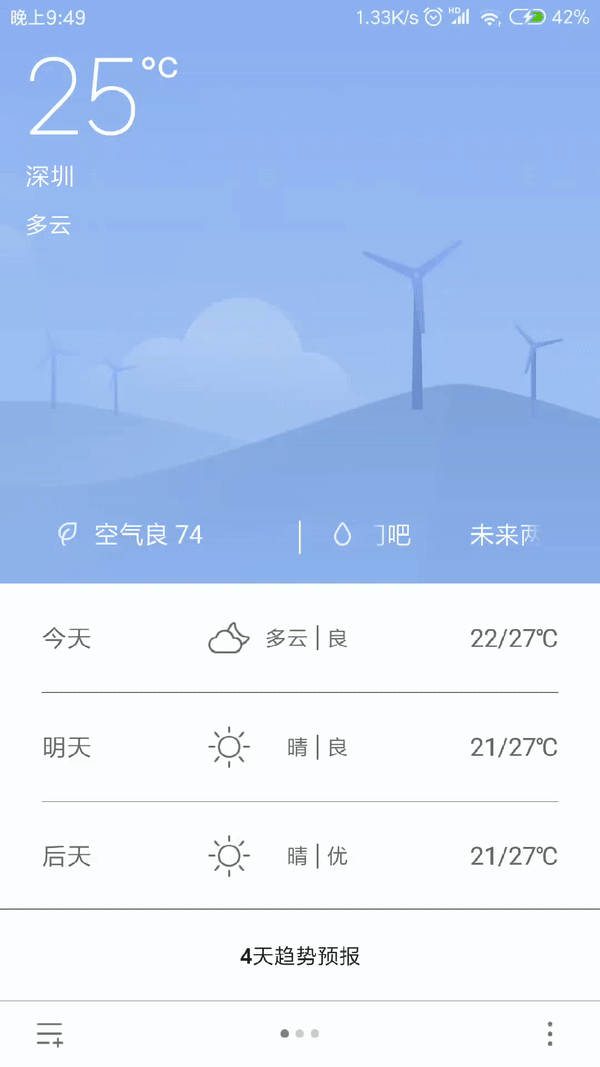 晚上9:49 1.33K/s HD 42%
25℃
深圳
多云
空气良 74 吧 未来
今天 多云 | 良 22/27℃
明天 晴 | 良 21/27℃
后天 晴 | 优 21/27℃
4天趋势预报